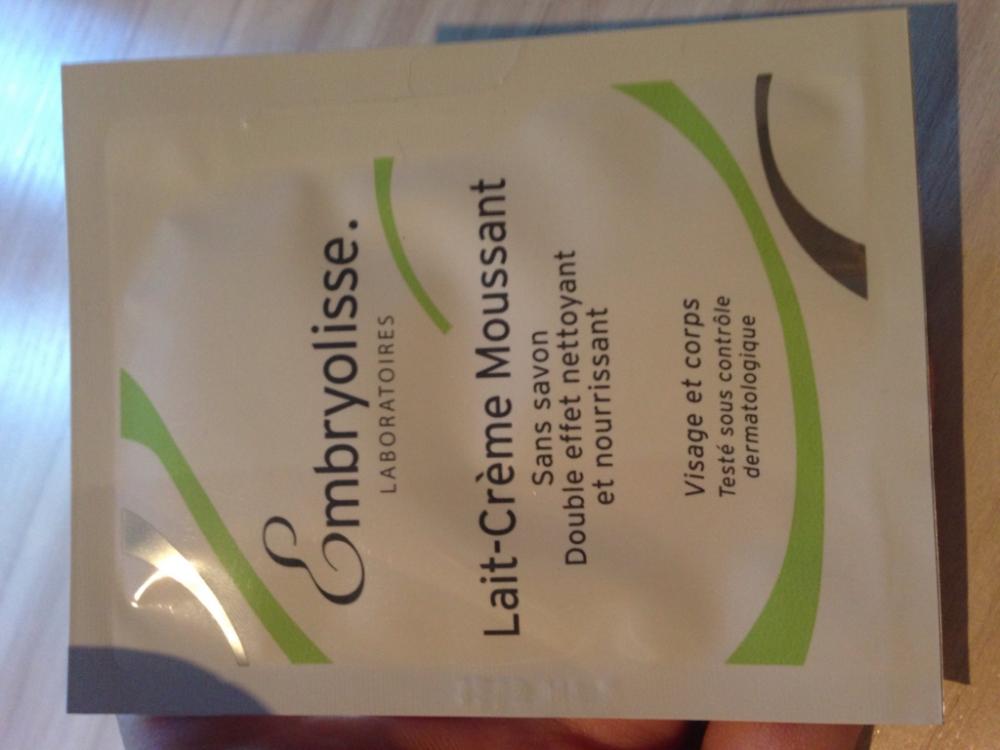 Embryolisse.
LABORATOIRES
Lait-Crème Moussant
Sans savon
Double effet nettoyant
et nourrissant
Visage et corps
Testé sous contrôle
dermatologique